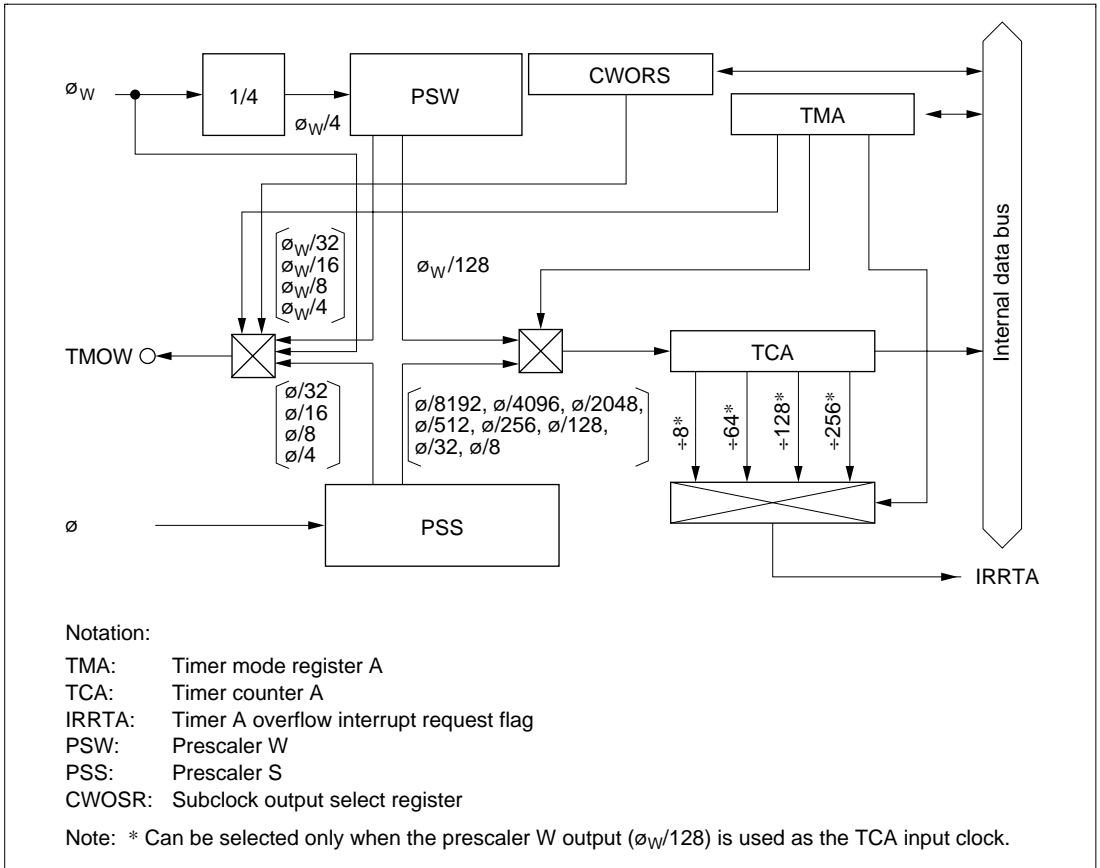 øW
1/4
øW/4
PSW
CWORS
TMA
Internal data bus
øW/32
øW/16
øW/8
øW/4
øW/128
TMOW
TCA
ø/32
ø/16
ø/8
ø/4
ø/8192, ø/4096, ø/2048,
ø/512, ø/256, ø/128,
ø/32, ø/8
÷8*
÷64*
÷128*
÷256*
ø
PSS
IRRTA
Notation:
TMA: Timer mode register A
TCA: Timer counter A
IRRTA: Timer A overflow interrupt request flag
PSW: Prescaler W
PSS: Prescaler S
CWOSR: Subclock output select register
Note: * Can be selected only when the prescaler W output (øW/128) is used as the TCA input clock.